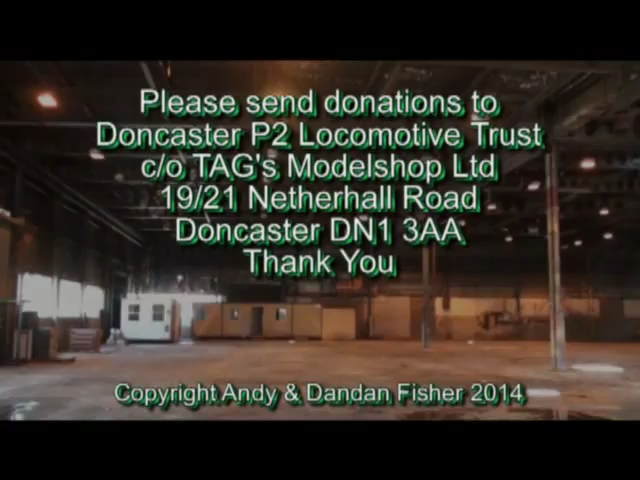 Please send donations to
Doncaster P2 Locomotive Trust
c/o TAG's Modelshop Ltd
19/21 Netherhall Road
Doncaster DN1 3AA
Thank You
Copyright Andy & Dandan Fisher 2014